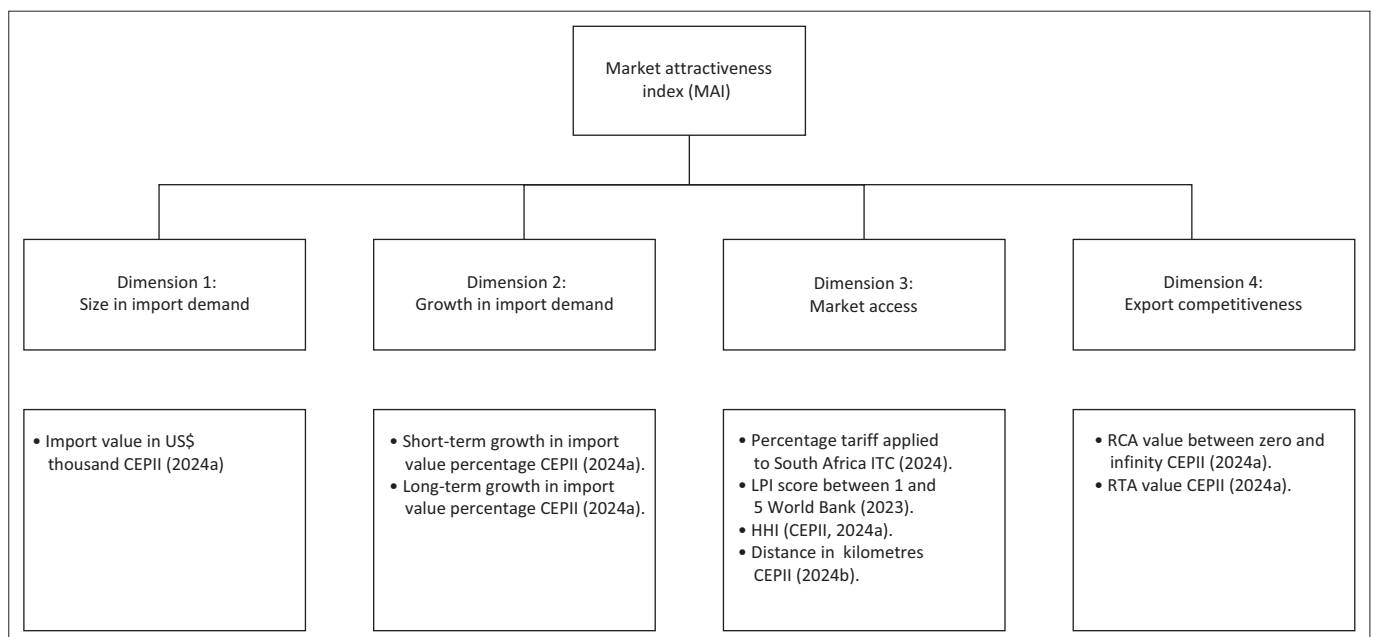 Market attractiveness
index (MAI)
Dimension 1:
Size in import demand
Dimension 2:
Growth in import demand
Dimension 3:
Market access
Dimension 4:
Export competitiveness
• Import value in US$
thousand CEPII (2024a)
• Short-term growth in import
value percentage CEPII (2024a).
• Long-term growth in import
value percentage CEPII (2024a).
• Percentage tariff applied
to South Africa ITC (2024).
• LPI score between 1 and
5 World Bank (2023).
• HHI (CEPII, 2024a).
• Distance in kilometres
CEPII (2024b).
• RCA value between zero and
infinity CEPII (2024a).
• RTA value CEPII (2024a).